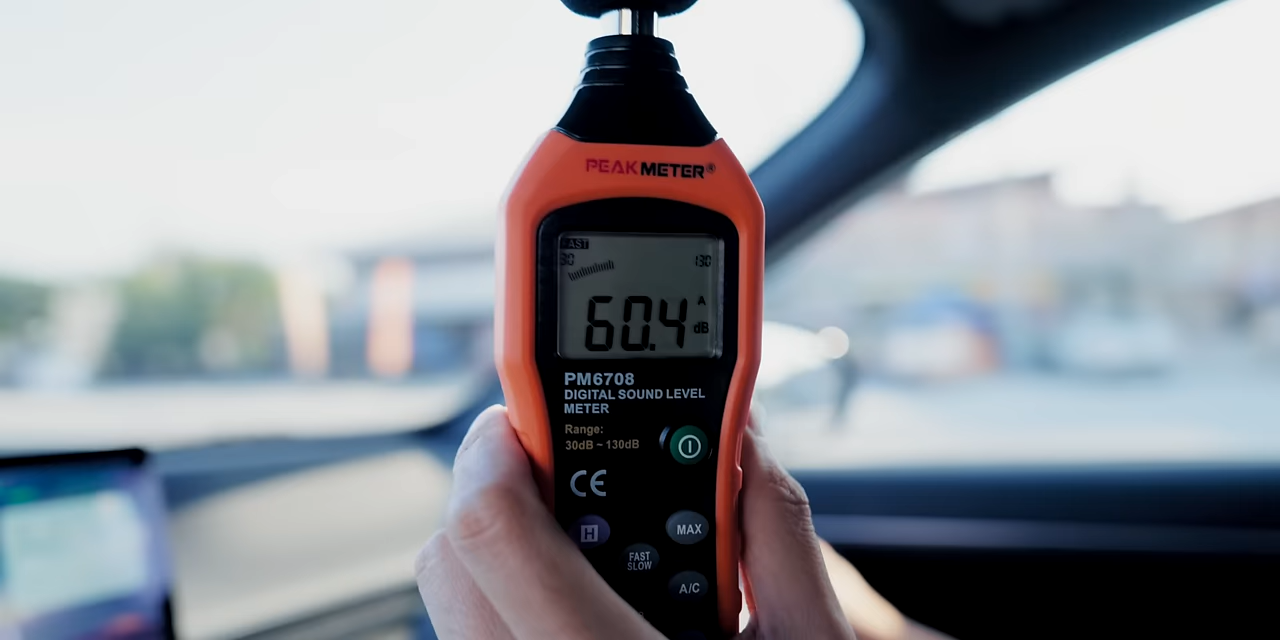 PEAKMETER®
FAST
30 130
60.4 A dB
PM6708
DIGITAL SOUND LEVEL
METER
Range:
30dB ~ 130dB
CE
H
MAX
FAST
SLOW
A/C